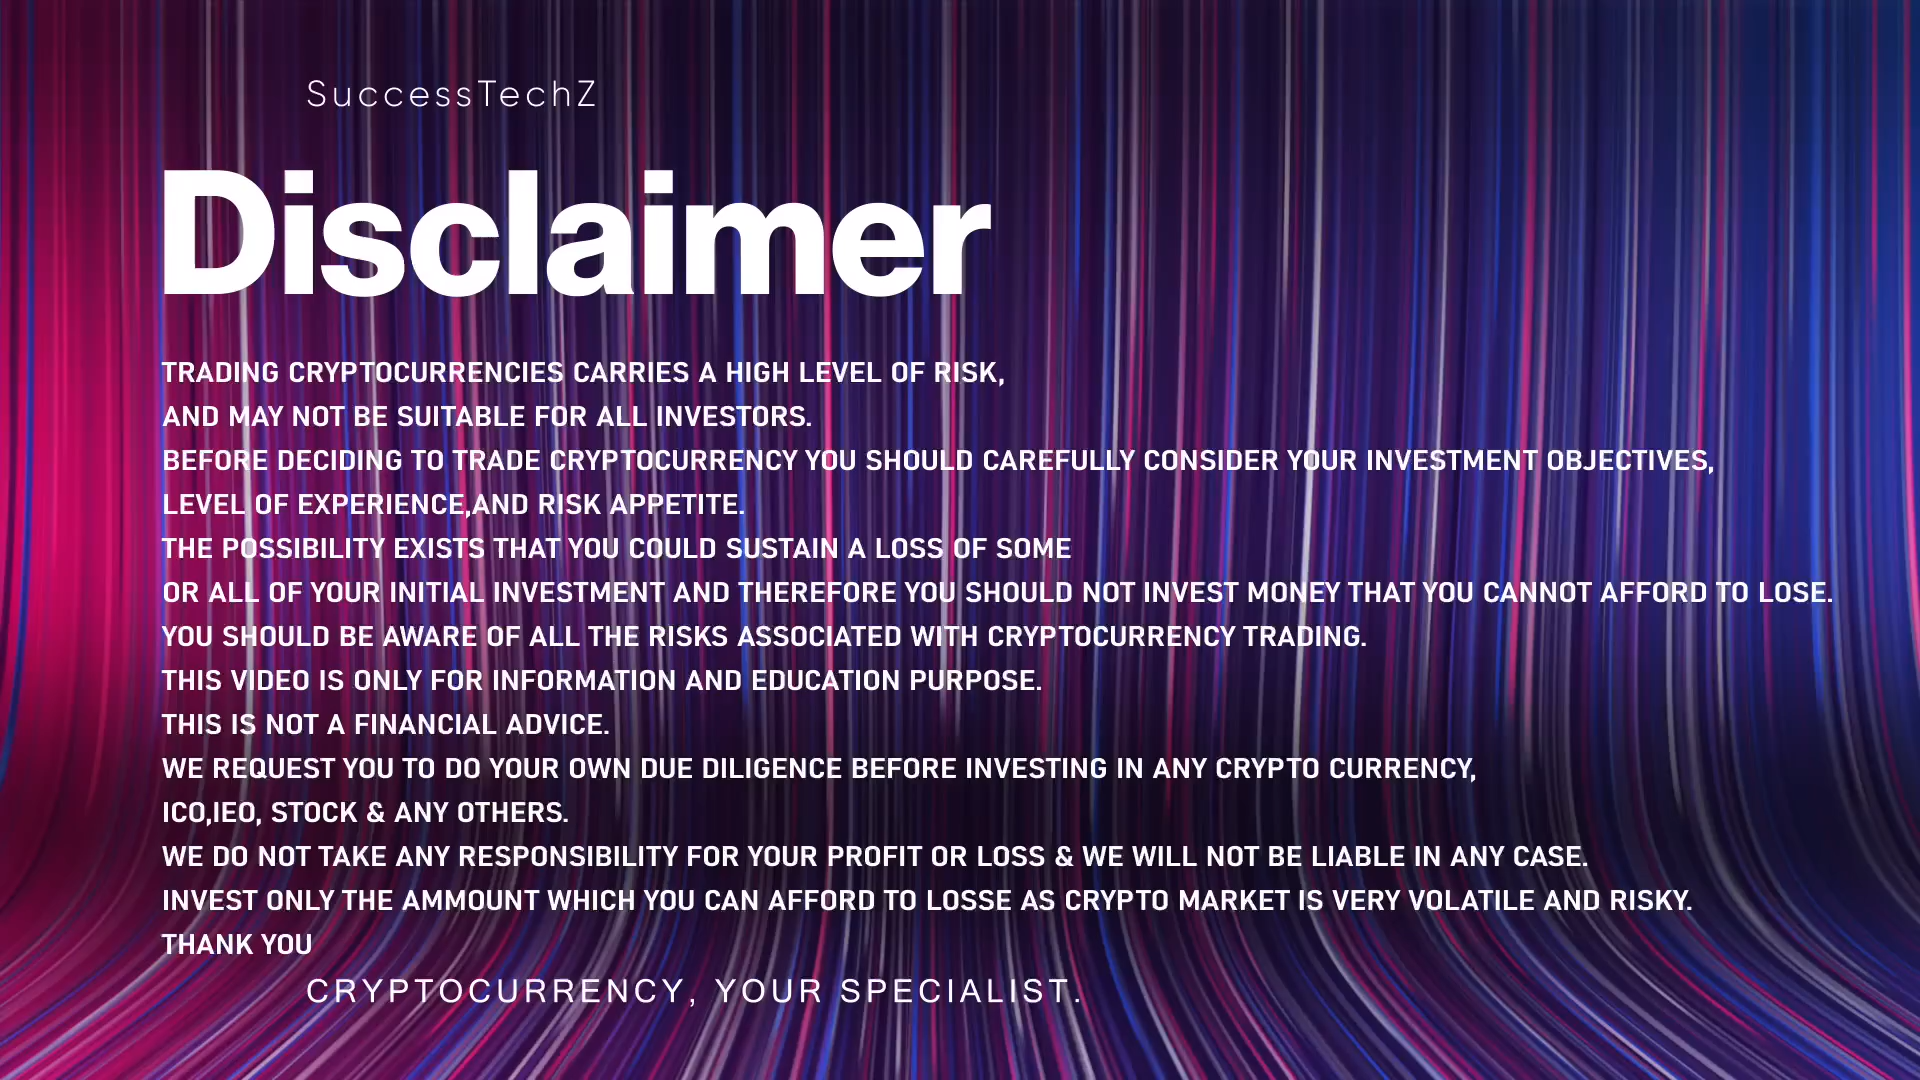 SuccessTechZ
Disclaimer
TRADING CRYPTOCURRENCIES CARRIES A HIGH LEVEL OF RISK,
AND MAY NOT BE SUITABLE FOR ALL INVESTORS.
BEFORE DECIDING TO TRADE CRYPTOCURRENCY YOU SHOULD CAREFULLY CONSIDER YOUR INVESTMENT OBJECTIVES,
LEVEL OF EXPERIENCE,AND RISK APPETITE.
THE POSSIBILITY EXISTS THAT YOU COULD SUSTAIN A LOSS OF SOME
OR ALL OF YOUR INITIAL INVESTMENT AND THEREFORE YOU SHOULD NOT INVEST MONEY THAT YOU CANNOT AFFORD TO LOSE.
YOU SHOULD BE AWARE OF ALL THE RISKS ASSOCIATED WITH CRYPTOCURRENCY TRADING.
THIS VIDEO IS ONLY FOR INFORMATION AND EDUCATION PURPOSE.
THIS IS NOT A FINANCIAL ADVICE.
WE REQUEST YOU TO DO YOUR OWN DUE DILIGENCE BEFORE INVESTING IN ANY CRYPTO CURRENCY,
ICO,IEO, STOCK & ANY OTHERS.
WE DO NOT TAKE ANY RESPONSIBILITY FOR YOUR PROFIT OR LOSS & WE WILL NOT BE LIABLE IN ANY CASE.
INVEST ONLY THE AMMOUNT WHICH YOU CAN AFFORD TO LOSSE AS CRYPTO MARKET IS VERY VOLATILE AND RISKY.
THANK YOU
CRYPTOCURRENCY, YOUR SPECIALIST.